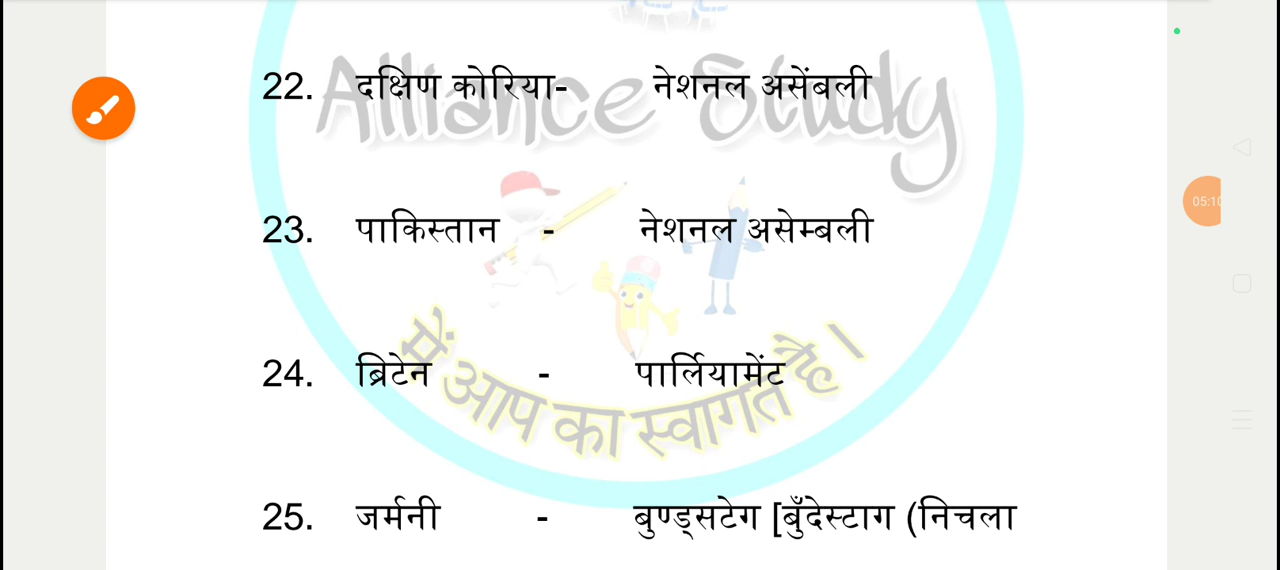 Alliance Study
22. दक्षिण कोरिया- नेशनल असेंबली
23. पाकिस्तान - नेशनल असेम्बली
24. ब्रिटेन - पार्लियामेंट
में आप का स्वागत है।
25. जर्मनी - बुण्ड्सटेग [बुँदेस्टाग (निचला
05:10